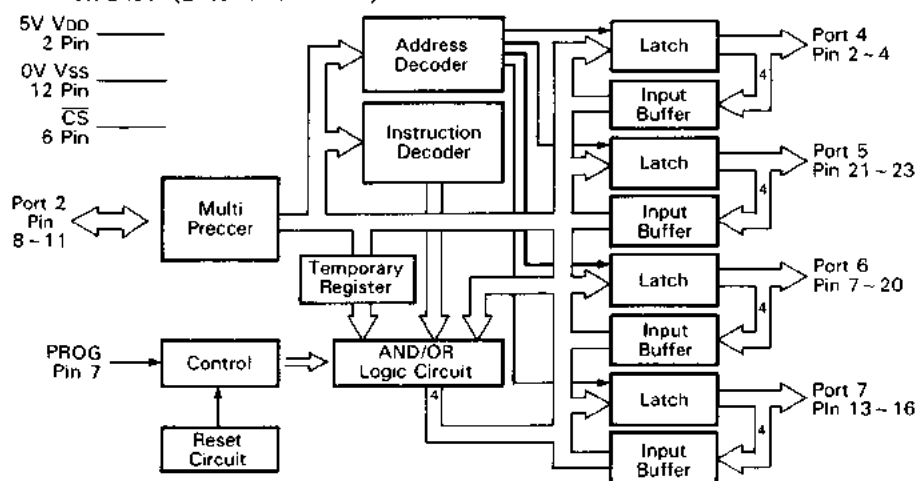 5V VDD
2 Pin
0V VSS
12 Pin
CS
6 Pin
Port 2
Pin
8~11
Multi
Preccer
Address
Decoder
Instruction
Decoder
Temporary
Register
PROG
Pin 7
Control
AND/OR
Logic Circuit
4
Reset
Circuit
Latch
4
Input
Buffer
Port 4
Pin 2~4
Latch
4
Input
Buffer
Port 5
Pin 21~23
Latch
4
Input
Buffer
Port 6
Pin 7~20
Latch
4
Input
Buffer
Port 7
PIn 13~16